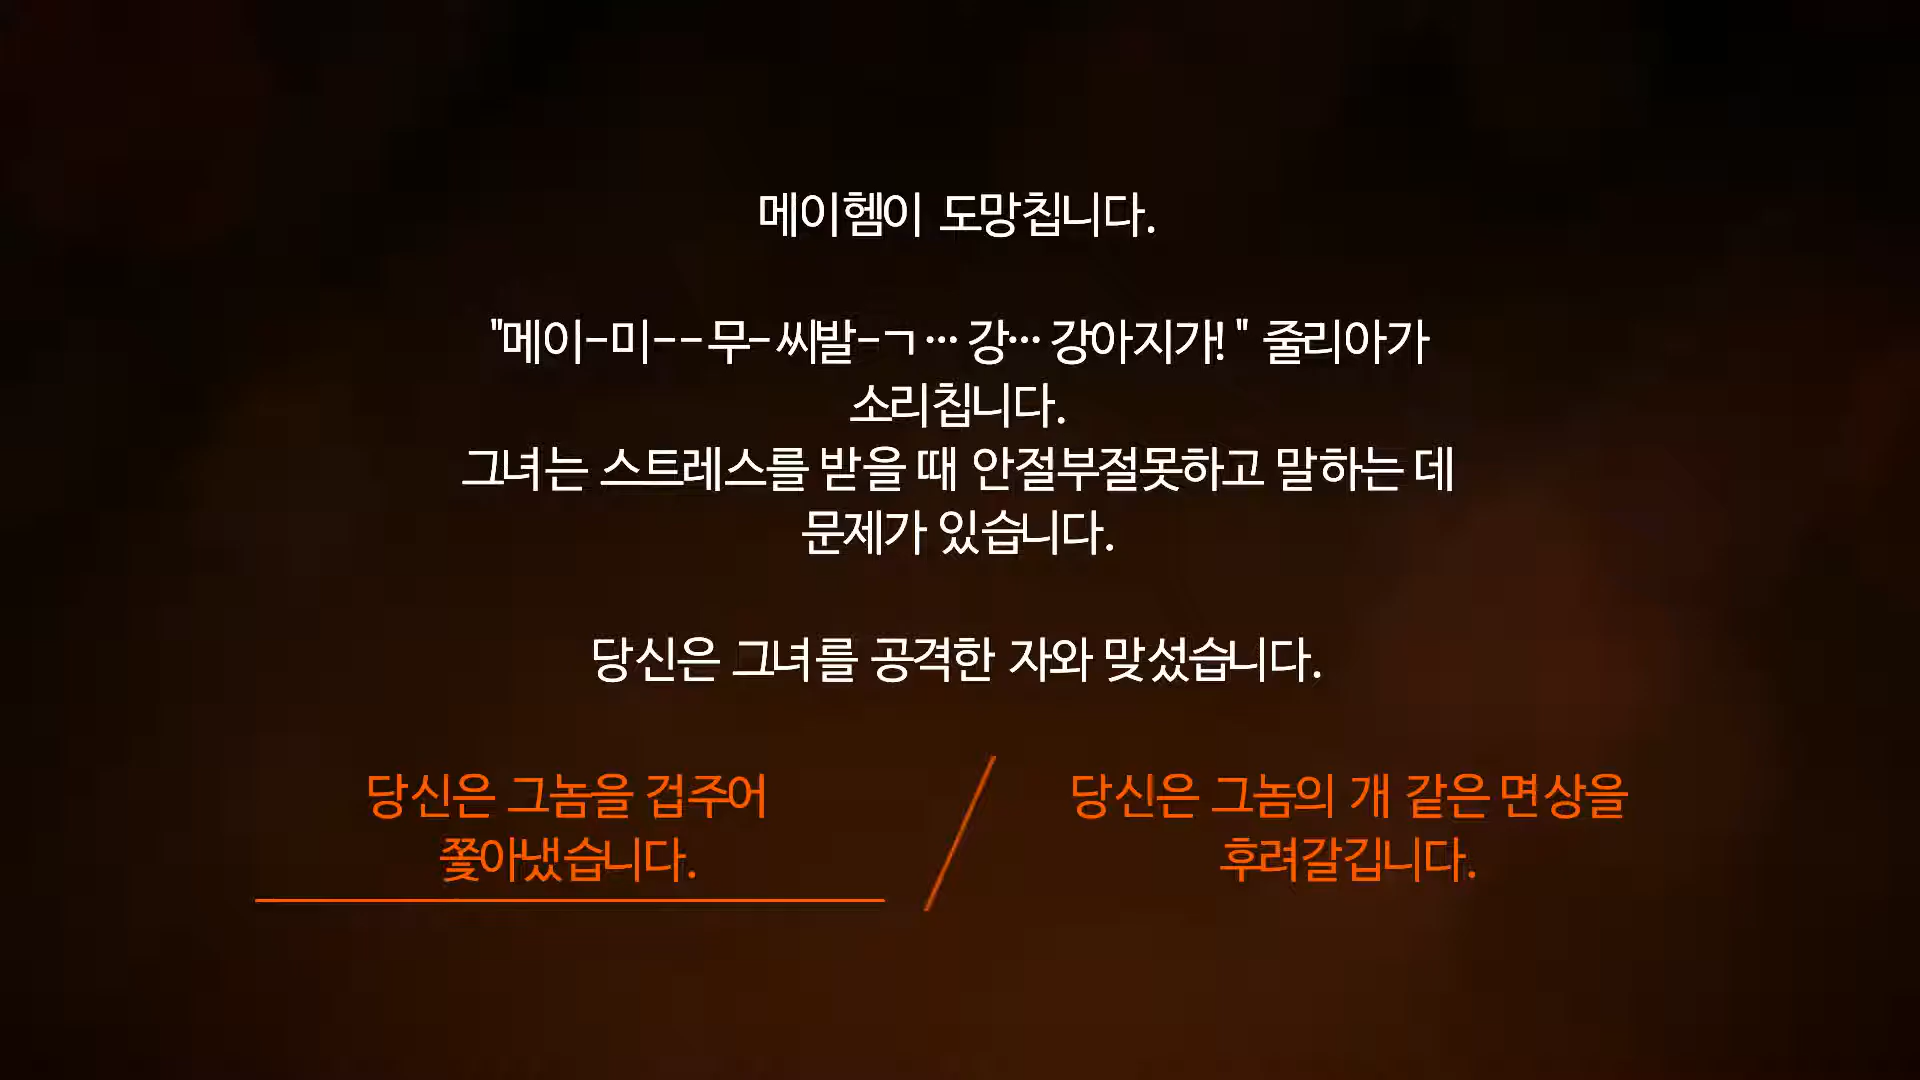 메이헴이 도망칩니다.
"메이-미--무-씨발-ㄱ… 강… 강아지가!" 줄리아가
소리칩니다.
그녀는 스트레스를 받을 때 안절부절못하고 말하는 데
문제가 있습니다.
당신은 그녀를 공격한 자와 맞섰습니다.
당신은 그놈을 겁주어
쫓아냈습니다.
당신은 그놈의 개 같은 면상을
후려갈깁니다.